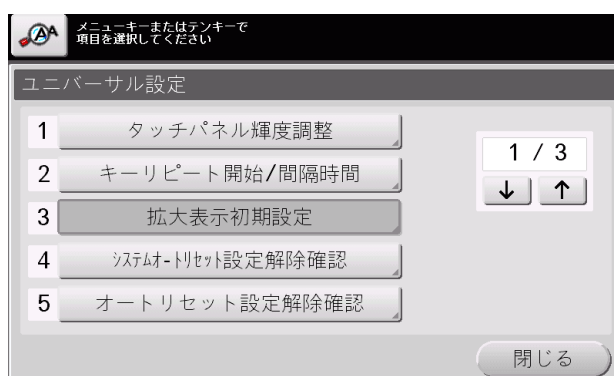 AA
メニューキーまたはテンキーで
項目を選択してください
ユニバーサル設定
1 タッチパネル輝度調整
1 / 3
2 キーリピート開始/間隔時間
↓ ↑
3 拡大表示初期設定
4 ｼｽﾃﾑｵｰﾄﾘｾｯﾄ設定解除確認
5 オートリセット設定解除確認
閉じる